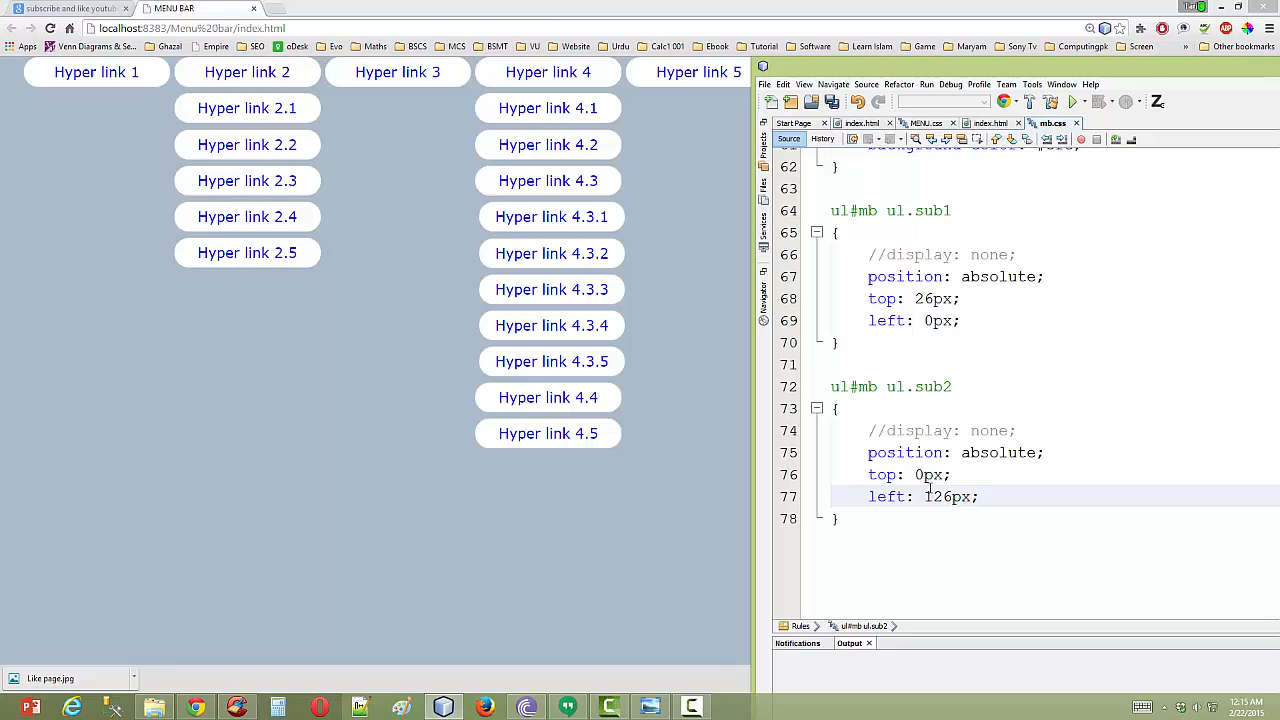 subscribe and like youtub
MENU BAR
localhost:8383/Menu%20bar/index.html
Apps
Venn Diagrams & Se...
Ghazal
Empire
SEO
oDesk
Evo
Maths
BSCS
MCS
BSMT
VU
Website
Urdu
Calc1 001
Ebook
Tutorial
Software
Learn Islam
Game
Maryam
Sony Tv
Computingpk
Screen
»
Other bookmarks
Hyper link 1
Hyper link 2
Hyper link 3
Hyper link 4
Hyper link 5
Hyper link 2.1
Hyper link 2.2
Hyper link 2.3
Hyper link 2.4
Hyper link 2.5
Hyper link 4.1
Hyper link 4.2
Hyper link 4.3
Hyper link 4.3.1
Hyper link 4.3.2
Hyper link 4.3.3
Hyper link 4.3.4
Hyper link 4.3.5
Hyper link 4.4
Hyper link 4.5
File Edit View Navigate Source Refactor Run Debug Profile Team Tools Window Help
Start Page
index.html
MENU.css
index.html
mb.css
Source
History
Projects
Files
Services
Navigator
62 }
63
64 ul#mb ul.sub1
65 {
66 //display: none;
67 position: absolute;
68 top: 26px;
69 left: 0px;
70 }
71
72 ul#mb ul.sub2
73 {
74 //display: none;
75 position: absolute;
76 top: 0px;
77 left: 126px;
78 }
Rules
ul#mb ul.sub2
Notifications
Output
Like page.jpg
12:15 AM
2/22/2015